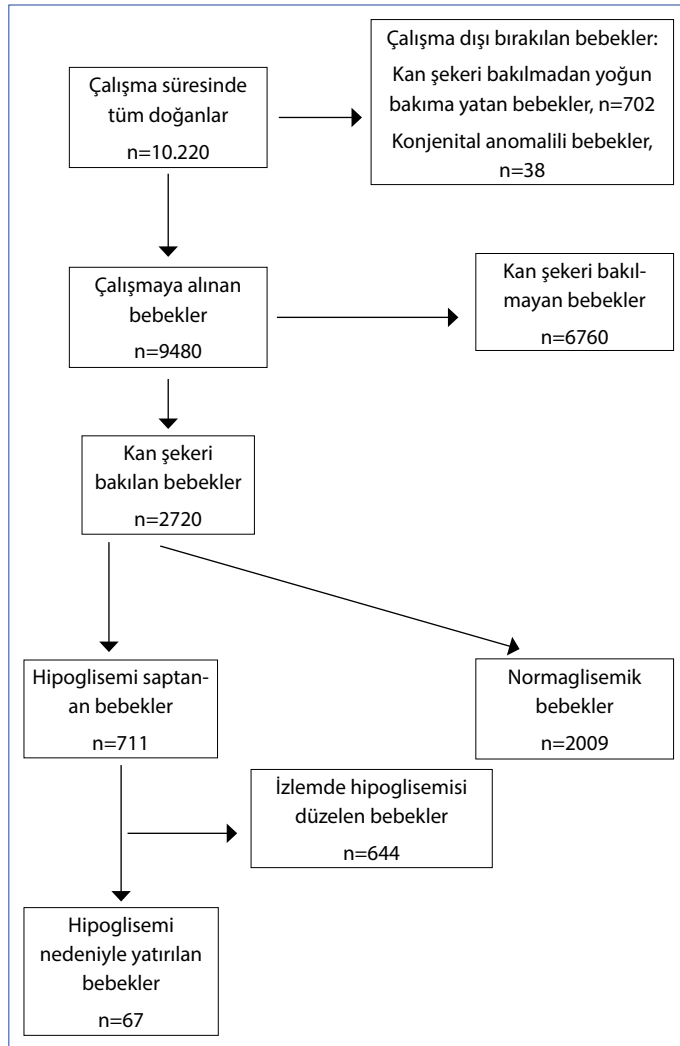 Çalışma süresinde
tüm doğanlar
n=10.220
Çalışma dışı bırakılan bebekler:
Kan şekeri bakılmadan yoğun
bakıma yatan bebekler, n=702
Konjenital anomalili bebekler,
n=38
Çalışmaya alınan
bebekler
n=9480
Kan şekeri bakıl-
mayan bebekler
n=6760
Kan şekeri
bakılan bebekler
n=2720
Hipoglisemi saptan-
an bebekler
n=711
Normaglisemik
bebekler
n=2009
İzlemde hipoglisemisi
düzelen bebekler
n=644
Hipoglisemi
nedeniyle yatırılan
bebekler
n=67